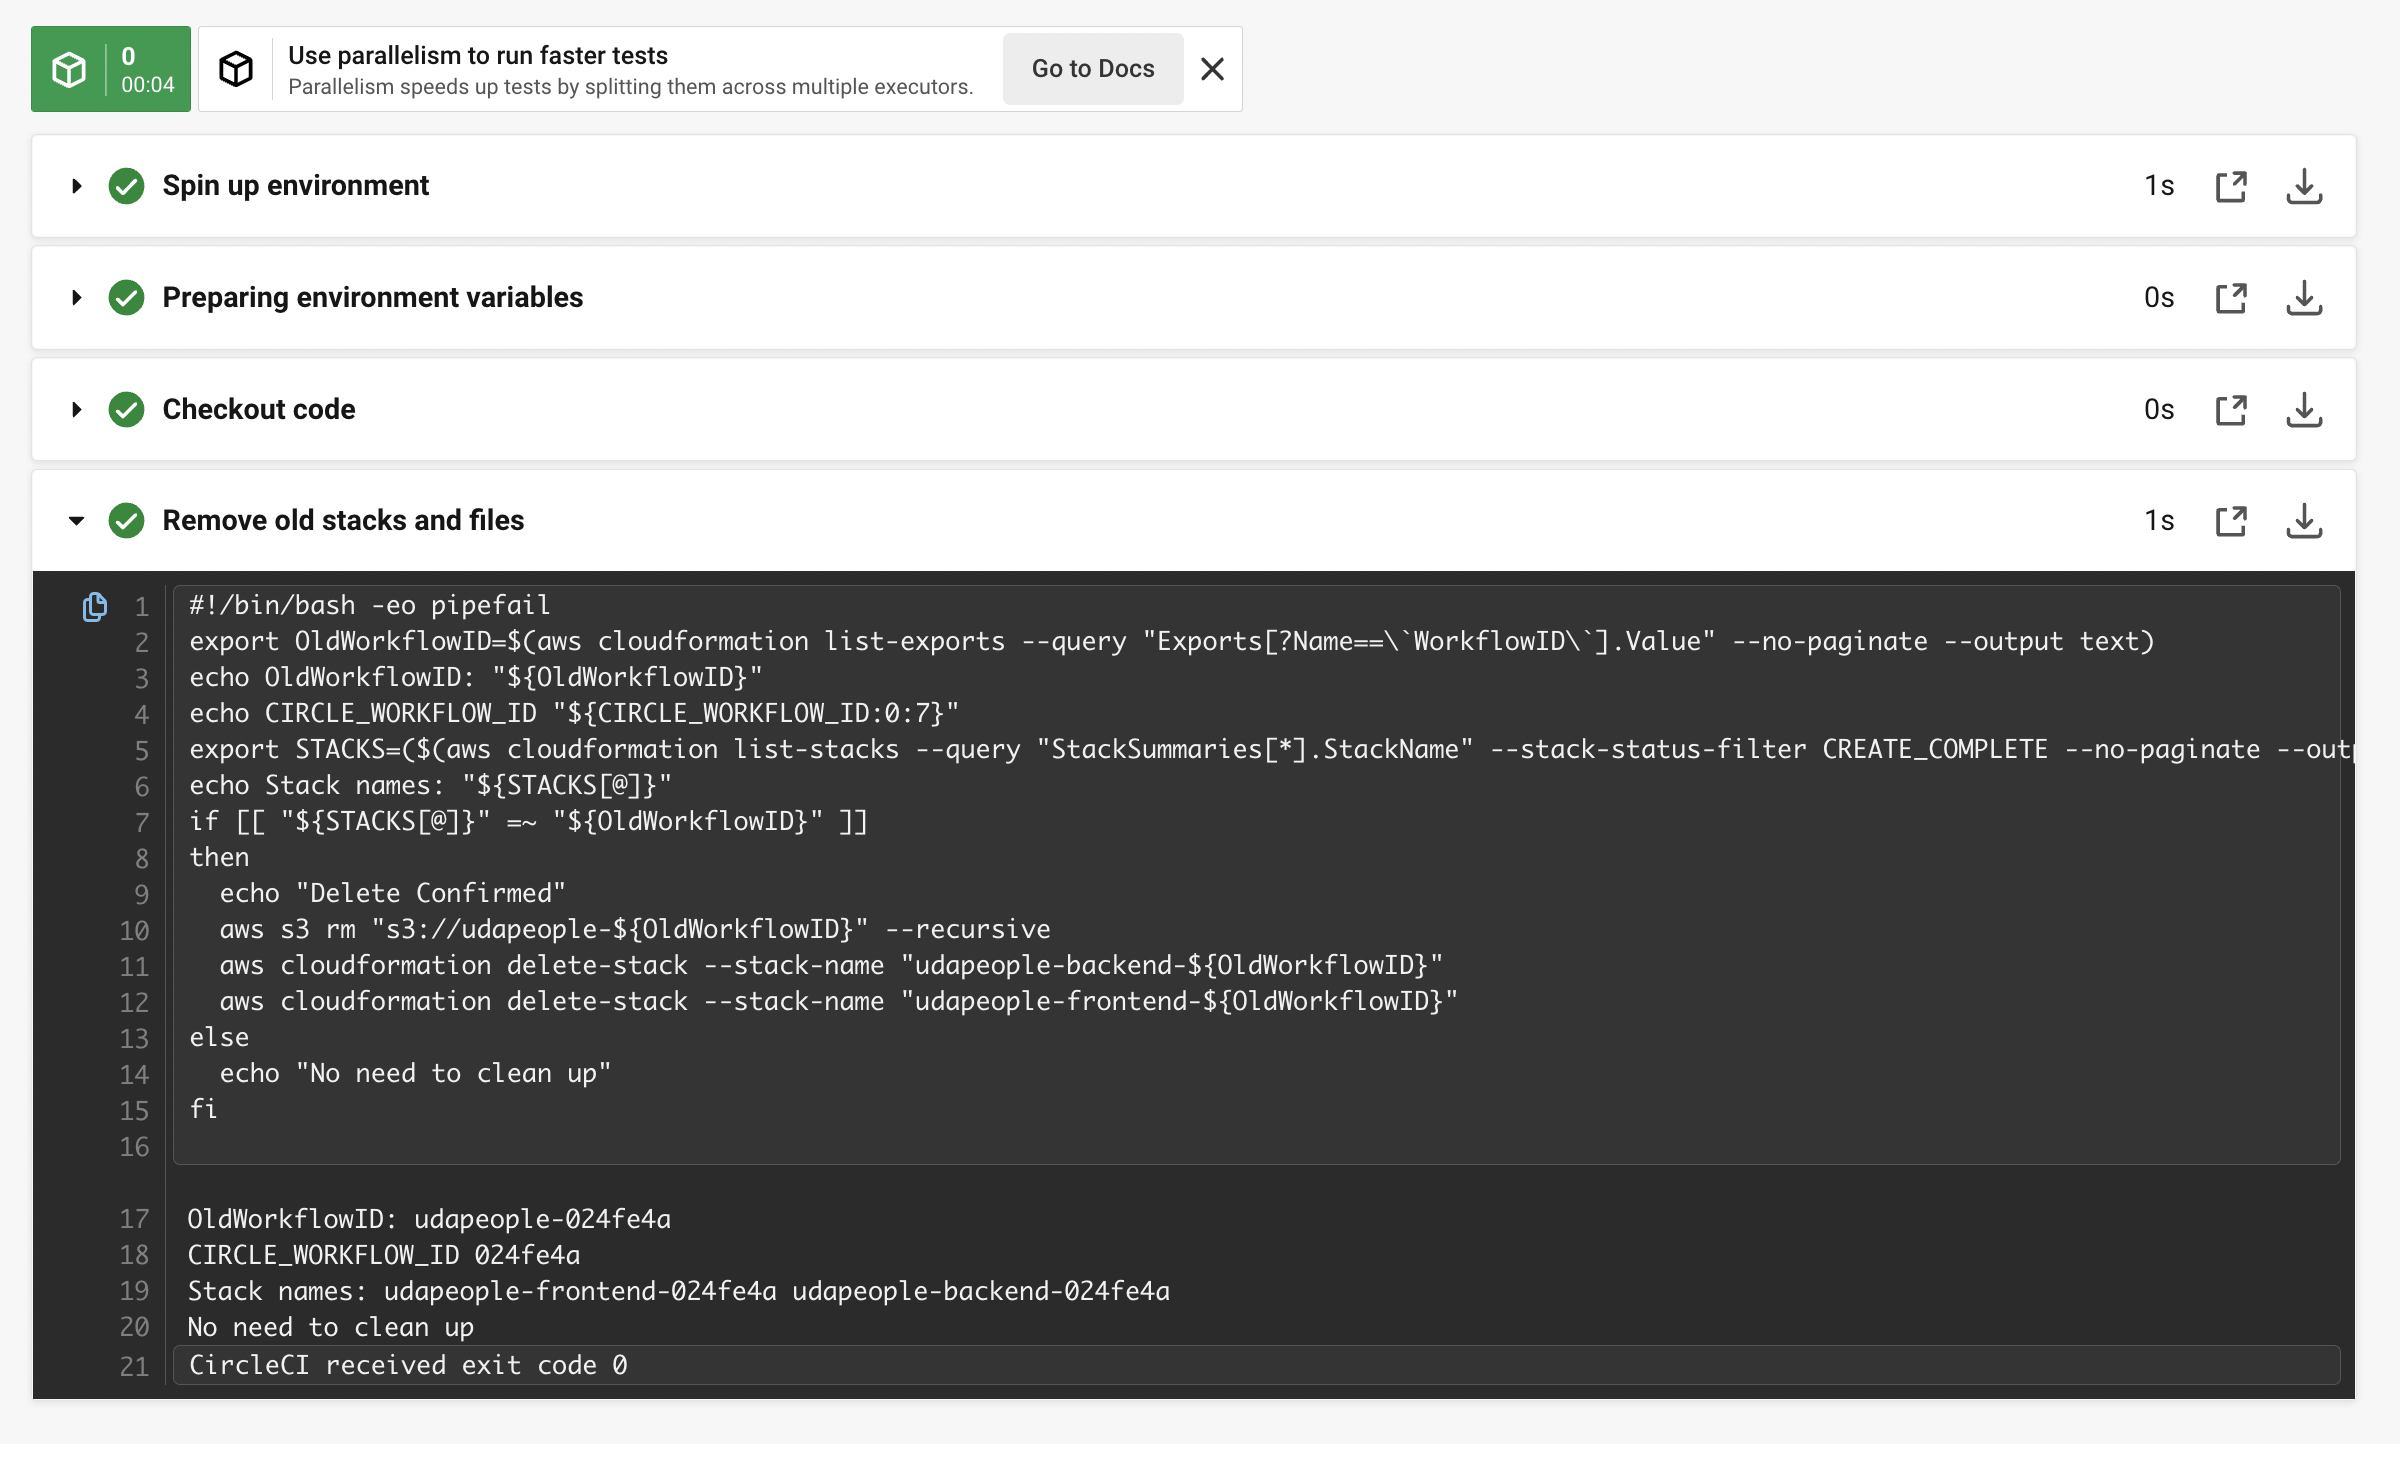 0
00:04
Use parallelism to run faster tests
Parallelism speeds up tests by splitting them across multiple executors.
Go to Docs
Spin up environment
1s
Preparing environment variables
0s
Checkout code
0s
Remove old stacks and files
1s
1 #!/bin/bash -eo pipefail
2 export OldWorkflowID=$(aws cloudformation list-exports --query "Exports[?Name==\`WorkflowID\`].Value" --no-paginate --output text)
3 echo OldWorkflowID: "${OldWorkflowID}"
4 echo CIRCLE_WORKFLOW_ID "${CIRCLE_WORKFLOW_ID:0:7}"
5 export STACKS=($(aws cloudformation list-stacks --query "StackSummaries[*].StackName" --stack-status-filter CREATE_COMPLETE --no-paginate --outp
6 echo Stack names: "${STACKS[@]}"
7 if [[ "${STACKS[@]}" =~ "${OldWorkflowID}" ]]
8 then
9   echo "Delete Confirmed"
10   aws s3 rm "s3://udapeople-${OldWorkflowID}" --recursive
11   aws cloudformation delete-stack --stack-name "udapeople-backend-${OldWorkflowID}"
12   aws cloudformation delete-stack --stack-name "udapeople-frontend-${OldWorkflowID}"
13 else
14   echo "No need to clean up"
15 fi
16
17 OldWorkflowID: udapeople-024fe4a
18 CIRCLE_WORKFLOW_ID 024fe4a
19 Stack names: udapeople-frontend-024fe4a udapeople-backend-024fe4a
20 No need to clean up
21 CircleCI received exit code 0